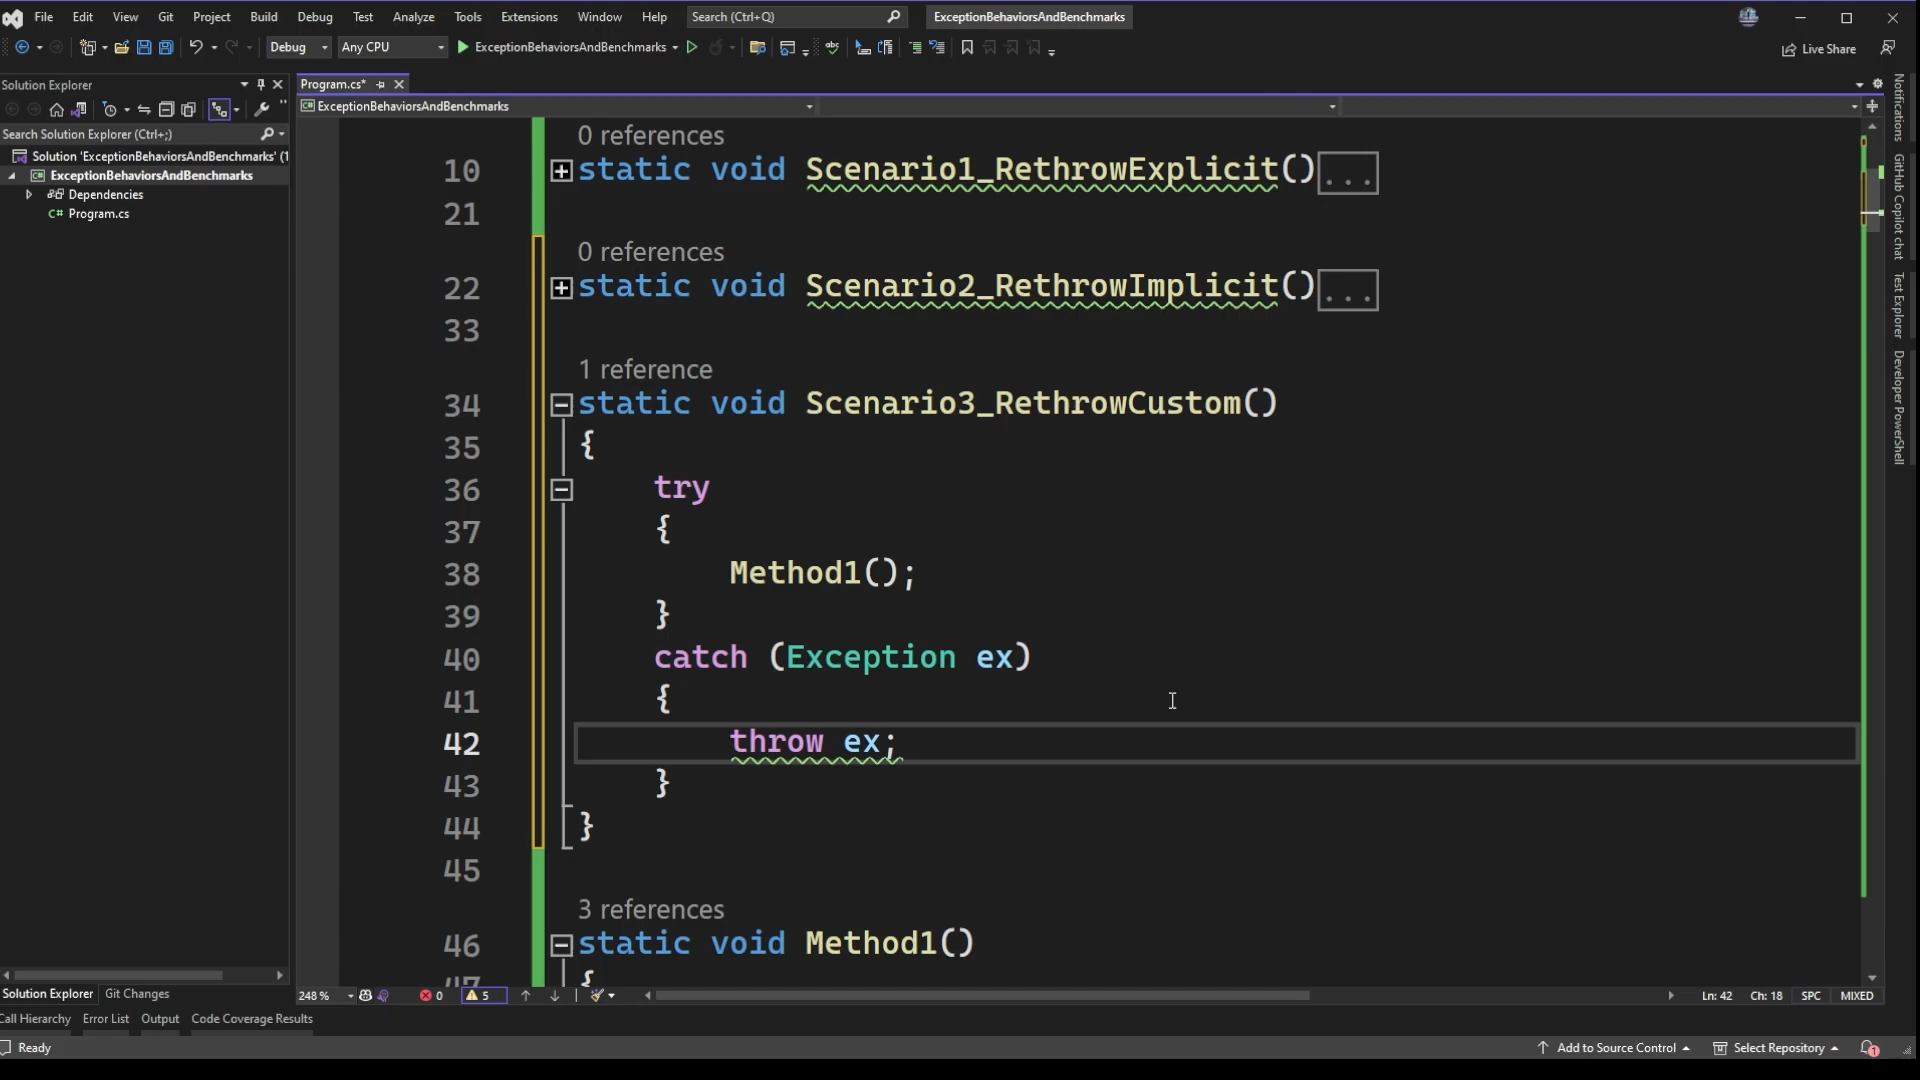 File Edit View Git Project Build Debug Test Analyze Tools Extensions Window Help Search (Ctrl+Q) ExceptionBehaviorsAndBenchmarks
Debug Any CPU ExceptionBehaviorsAndBenchmarks Live Share
Solution Explorer
Search Solution Explorer (Ctrl+;)
Solution 'ExceptionBehaviorsAndBenchmarks' (1
ExceptionBehaviorsAndBenchmarks
Dependencies
C# Program.cs
Program.cs*
C# ExceptionBehaviorsAndBenchmarks
0 references
10 static void Scenario1_RethrowExplicit()...
21
0 references
22 static void Scenario2_RethrowImplicit()...
33
1 reference
34 static void Scenario3_RethrowCustom()
35 {
36 try
37 {
38 Method1();
39 }
40 catch (Exception ex)
41 {
42 throw ex;
43 }
44 }
45
3 references
46 static void Method1()
47 {
Notifications
GitHub Copilot chat
Test Explorer
Developer PowerShell
Solution Explorer Git Changes
248 % 0 5 Ln: 42 Ch: 18 SPC MIXED
Call Hierarchy Error List Output Code Coverage Results
Ready Add to Source Control Select Repository 1